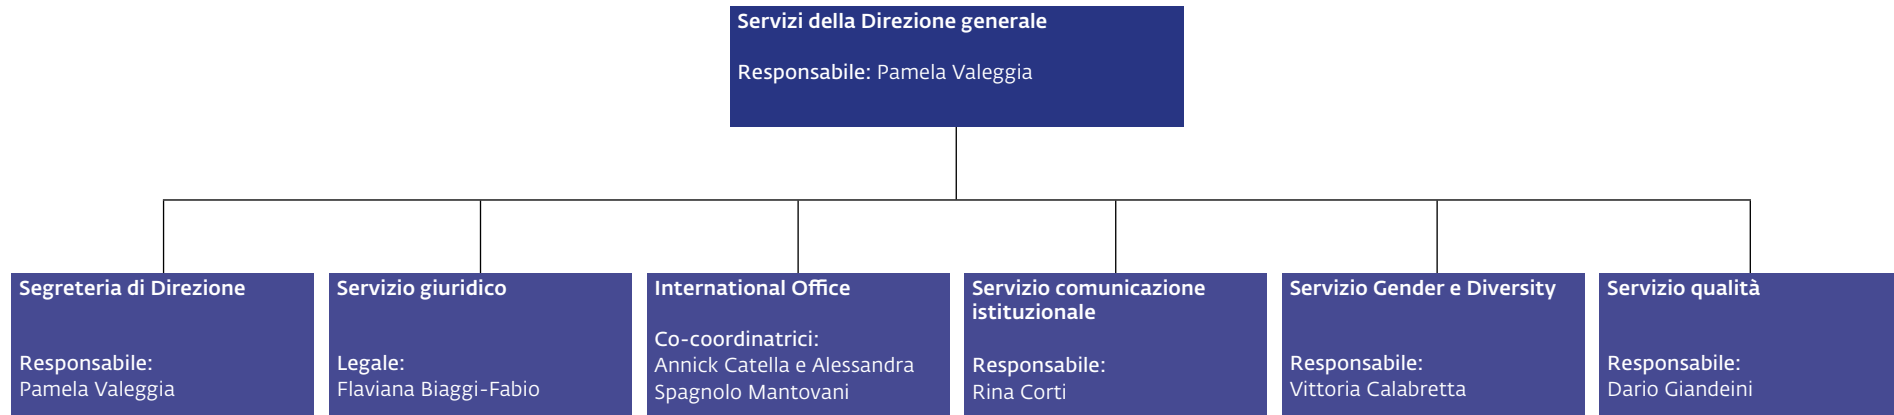 Servizi della Direzione generale
Responsabile: Pamela Valeggia
Segreteria di Direzione
Responsabile:
Pamela Valeggia
Servizio giuridico
Legale:
Flaviana Biaggi-Fabio
International Office
Co-coordinatrici:
Annick Catella e Alessandra
Spagnolo Mantovani
Servizio comunicazione
istituzionale
Responsabile:
Rina Corti
Servizio Gender e Diversity
Responsabile:
Vittoria Calabretta
Servizio qualità
Responsabile:
Dario Giandeini